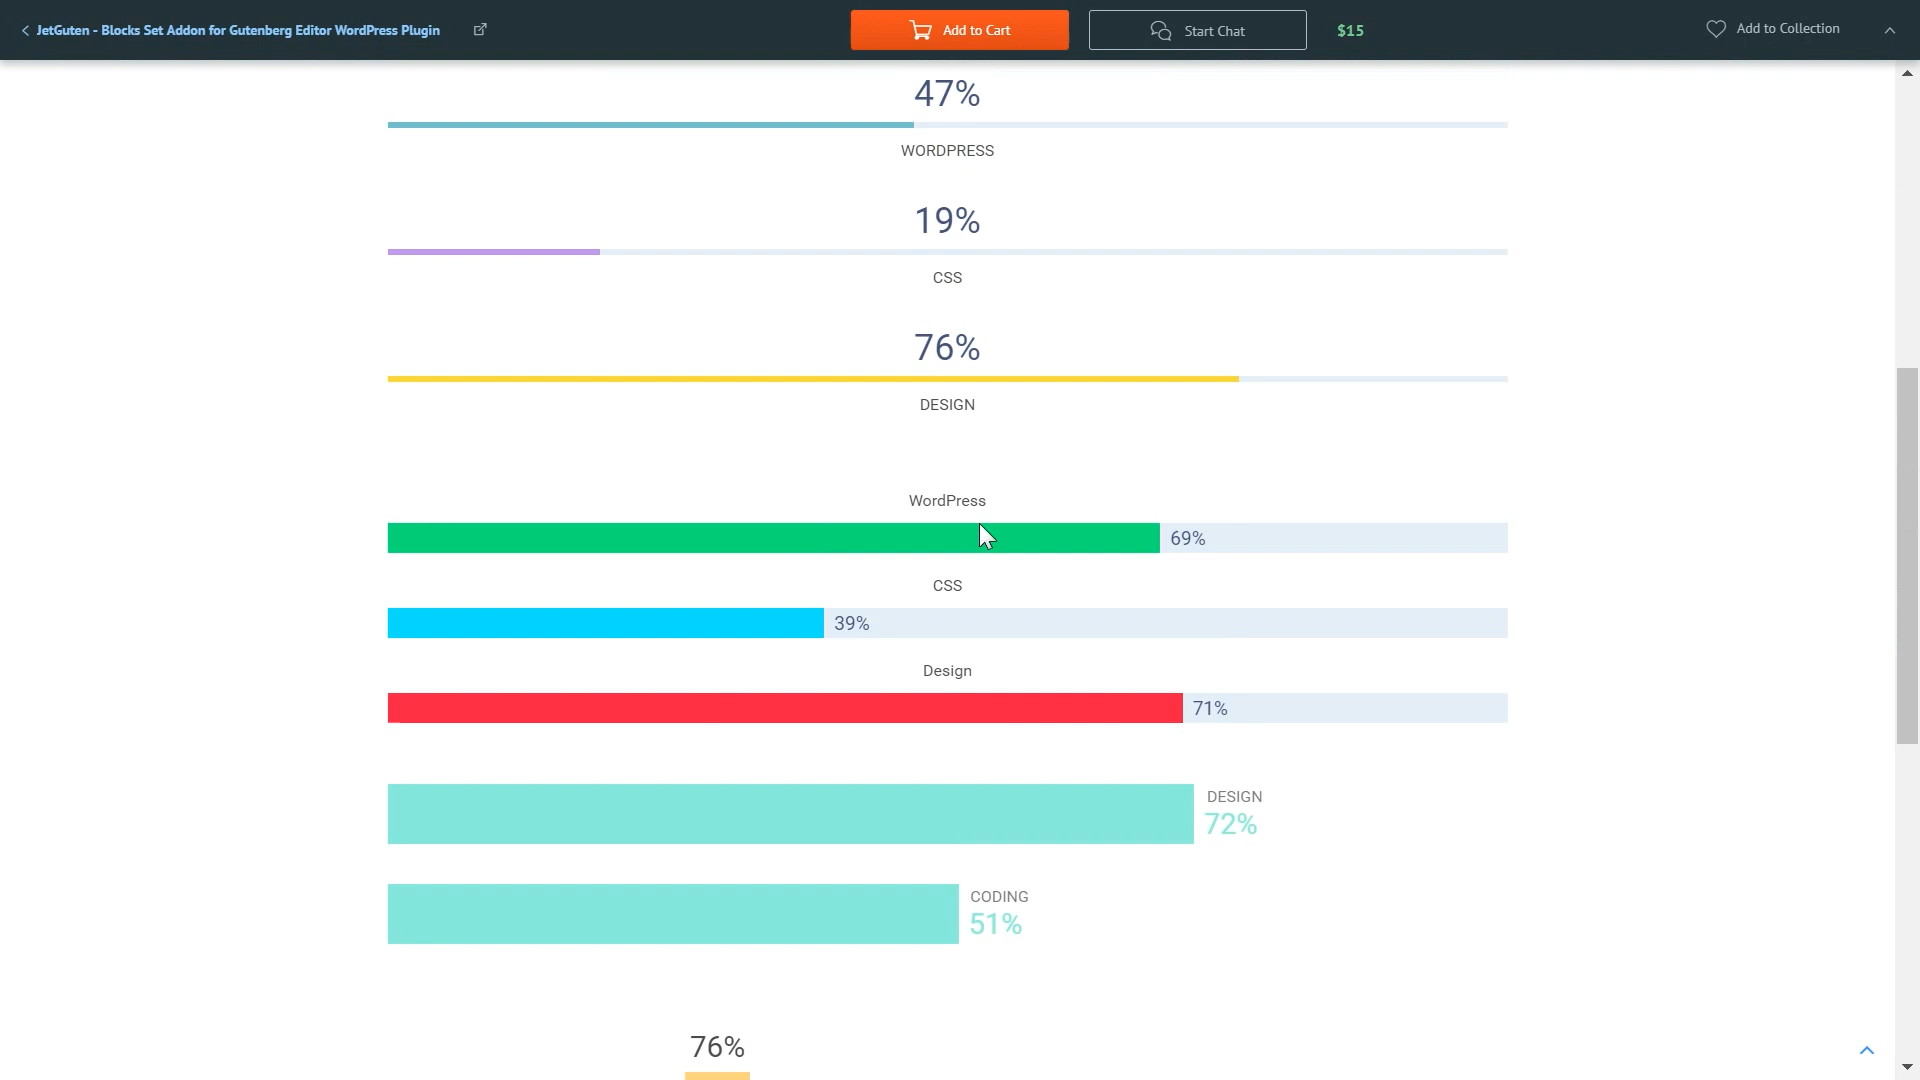 JetGuten - Blocks Set Addon for Gutenberg Editor WordPress Plugin
Add to Cart
Start Chat
$15
Add to Collection
47%
WORDPRESS
19%
CSS
76%
DESIGN
WordPress
69%
CSS
39%
Design
71%
DESIGN
72%
CODING
51%
76%